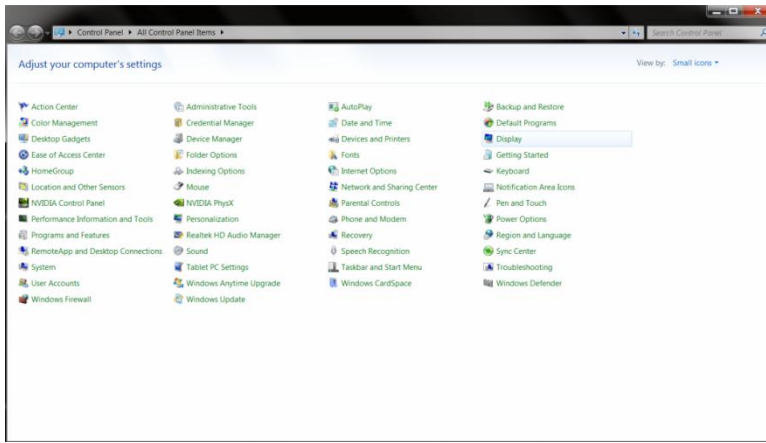 Control Panel All Control Panel Items Search Control Panel
Adjust your computer's settings View by: Small icons
Action Center Administrative Tools AutoPlay Backup and Restore
Color Management Credential Manager Date and Time Default Programs
Desktop Gadgets Device Manager Devices and Printers Display
Ease of Access Center Folder Options Fonts Getting Started
HomeGroup Indexing Options Internet Options Keyboard
Location and Other Sensors Mouse Network and Sharing Center Notification Area Icons
NVIDIA Control Panel NVIDIA PhysX Parental Controls Pen and Touch
Performance Information and Tools Personalization Phone and Modem Power Options
Programs and Features Realtek HD Audio Manager Recovery Region and Language
RemoteApp and Desktop Connections Sound Speech Recognition Sync Center
System Tablet PC Settings Taskbar and Start Menu Troubleshooting
User Accounts Windows Anytime Upgrade Windows CardSpace Windows Defender
Windows Firewall Windows Update